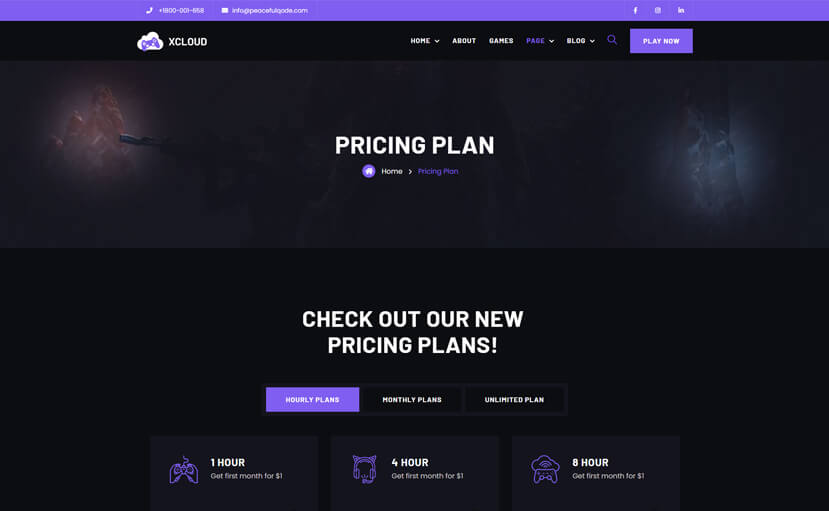 +1800-001-658 info@peacefulqode.com
XCLOUD HOME ABOUT GAMES PAGE BLOG PLAY NOW
PRICING PLAN
Home Pricing Plan
CHECK OUT OUR NEW
PRICING PLANS!
HOURLY PLANS MONTHLY PLANS UNLIMITED PLAN
1 HOUR
Get first month for $1
4 HOUR
Get first month for $1
8 HOUR
Get first month for $1